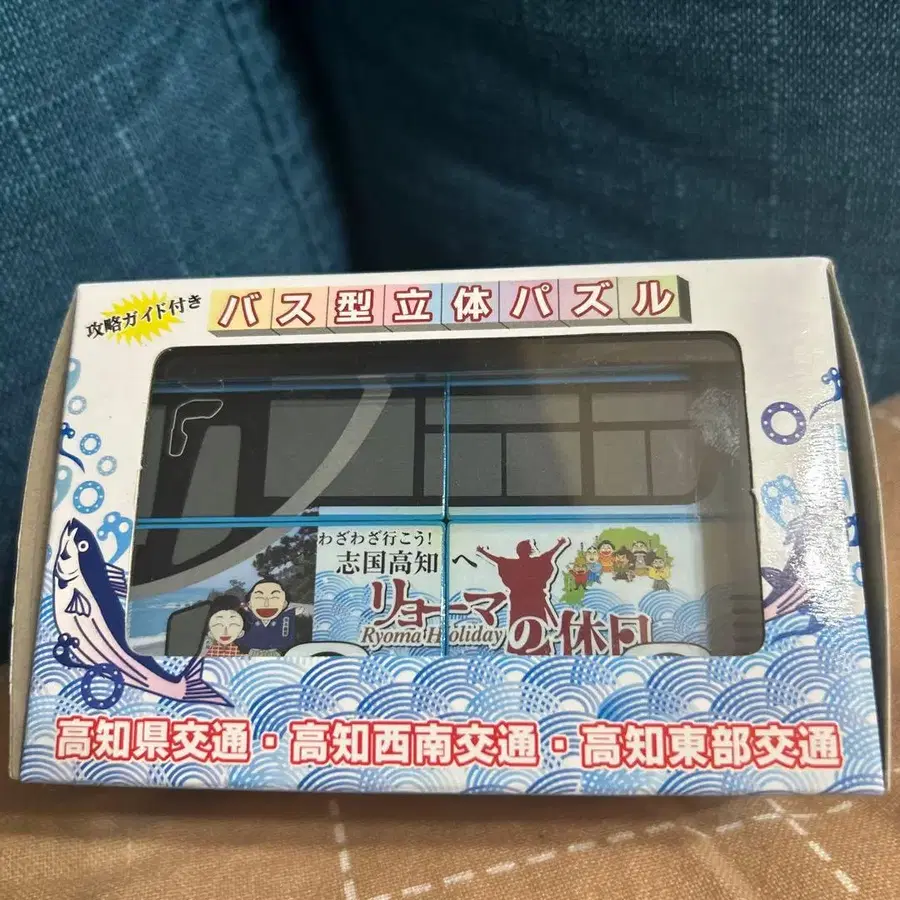 攻略ガイド付き
バス型立体パズル
わざわざ行こう!
志国高知へ
リョーマの休日
Ryoma Holiday
高知県交通・高知西南交通・高知東部交通